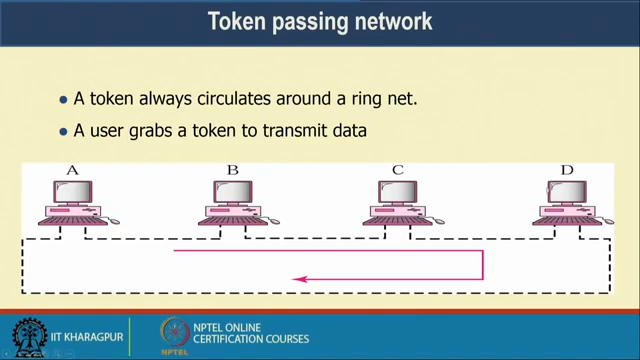 Token passing network
● A token always circulates around a ring net.
● A user grabs a token to transmit data
A B C D
IIT KHARAGPUR
NPTEL
NPTEL ONLINE
CERTIFICATION COURSES